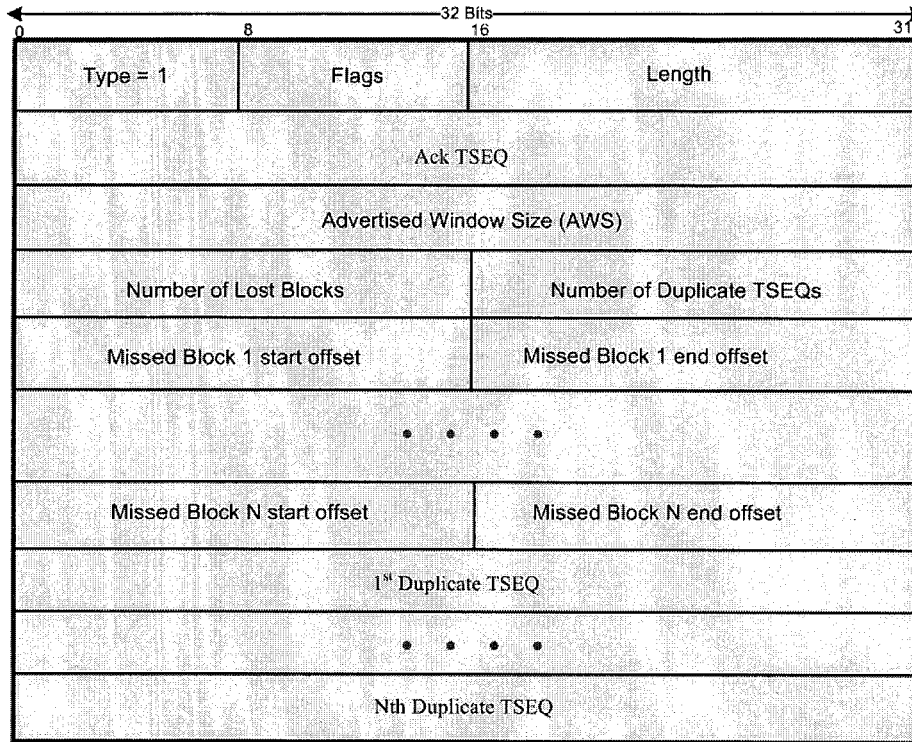 32 Bits
0 8 16 31
Type = 1 Flags Length
Ack TSEQ
Advertised Window Size (AWS)
Number of Lost Blocks Number of Duplicate TSEQs
Missed Block 1 start offset Missed Block 1 end offset
Missed Block N start offset Missed Block N end offset
1st Duplicate TSEQ
Nth Duplicate TSEQ